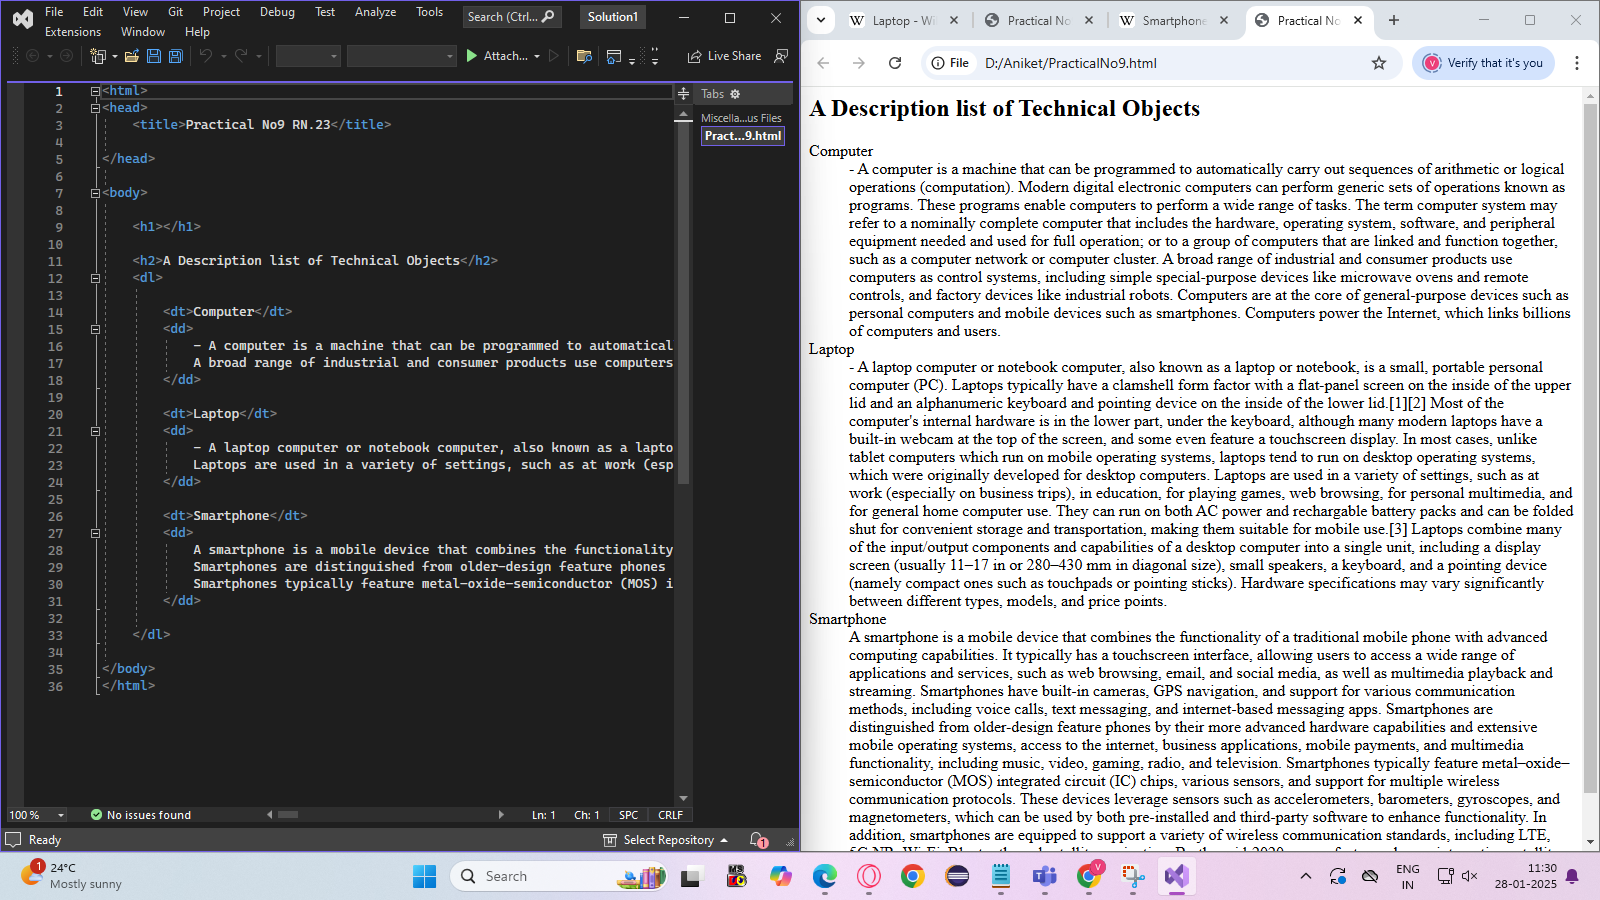 File Edit View Git Project Debug Test Analyze Tools Search (Ctrl... Solution1
Extensions Window Help
Attach... Live Share
1 <html>
2 <head>
3 <title>Practical No9 RN.23</title>
4
5 </head>
6
7 <body>
8
9 <h1></h1>
10
11 <h2>A Description list of Technical Objects</h2>
12 <dl>
13
14 <dt>Computer</dt>
15 <dd>
16 - A computer is a machine that can be programmed to automatical
17 A broad range of industrial and consumer products use computers
18 </dd>
19
20 <dt>Laptop</dt>
21 <dd>
22 - A laptop computer or notebook computer, also known as a lapto
23 Laptops are used in a variety of settings, such as at work (esp
24 </dd>
25
26 <dt>Smartphone</dt>
27 <dd>
28 A smartphone is a mobile device that combines the functionality
29 Smartphones are distinguished from older-design feature phones
30 Smartphones typically feature metal-oxide-semiconductor (MOS) i
31 </dd>
32
33 </dl>
34
35 </body>
36 </html>
Tabs
Miscella...us Files
Pract...9.html
100 % No issues found Ln: 1 Ch: 1 SPC CRLF
Ready Select Repository 1
Laptop - Wi Practical No Smartphone Practical No
File D:/Aniket/PracticalNo9.html V Verify that it's you
A Description list of Technical Objects
Computer
- A computer is a machine that can be programmed to automatically carry out sequences of arithmetic or logical
operations (computation). Modern digital electronic computers can perform generic sets of operations known as
programs. These programs enable computers to perform a wide range of tasks. The term computer system may
refer to a nominally complete computer that includes the hardware, operating system, software, and peripheral
equipment needed and used for full operation; or to a group of computers that are linked and function together,
such as a computer network or computer cluster. A broad range of industrial and consumer products use
computers as control systems, including simple special-purpose devices like microwave ovens and remote
controls, and factory devices like industrial robots. Computers are at the core of general-purpose devices such as
personal computers and mobile devices such as smartphones. Computers power the Internet, which links billions
of computers and users.
Laptop
- A laptop computer or notebook computer, also known as a laptop or notebook, is a small, portable personal
computer (PC). Laptops typically have a clamshell form factor with a flat-panel screen on the inside of the upper
lid and an alphanumeric keyboard and pointing device on the inside of the lower lid.[1][2] Most of the
computer's internal hardware is in the lower part, under the keyboard, although many modern laptops have a
built-in webcam at the top of the screen, and some even feature a touchscreen display. In most cases, unlike
tablet computers which run on mobile operating systems, laptops tend to run on desktop operating systems,
which were originally developed for desktop computers. Laptops are used in a variety of settings, such as at
work (especially on business trips), in education, for playing games, web browsing, for personal multimedia, and
for general home computer use. They can run on both AC power and rechargable battery packs and can be folded
shut for convenient storage and transportation, making them suitable for mobile use.[3] Laptops combine many
of the input/output components and capabilities of a desktop computer into a single unit, including a display
screen (usually 11–17 in or 280–430 mm in diagonal size), small speakers, a keyboard, and a pointing device
(namely compact ones such as touchpads or pointing sticks). Hardware specifications may vary significantly
between different types, models, and price points.
Smartphone
A smartphone is a mobile device that combines the functionality of a traditional mobile phone with advanced
computing capabilities. It typically has a touchscreen interface, allowing users to access a wide range of
applications and services, such as web browsing, email, and social media, as well as multimedia playback and
streaming. Smartphones have built-in cameras, GPS navigation, and support for various communication
methods, including voice calls, text messaging, and internet-based messaging apps. Smartphones are
distinguished from older-design feature phones by their more advanced hardware capabilities and extensive
mobile operating systems, access to the internet, business applications, mobile payments, and multimedia
functionality, including music, video, gaming, radio, and television. Smartphones typically feature metal–oxide–
semiconductor (MOS) integrated circuit (IC) chips, various sensors, and support for multiple wireless
communication protocols. These devices leverage sensors such as accelerometers, barometers, gyroscopes, and
magnetometers, which can be used by both pre-installed and third-party software to enhance functionality. In
addition, smartphones are equipped to support a variety of wireless communication standards, including LTE,
1 24°C
Mostly sunny
Search
ENG
IN
11:30
28-01-2025